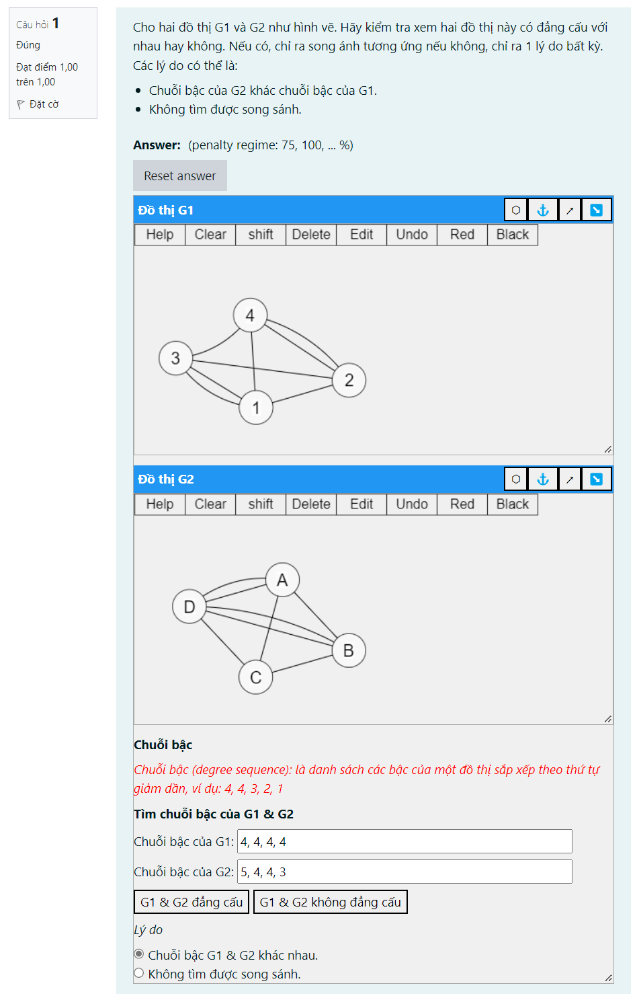 Câu hỏi 1
Đúng
Đạt điểm 1,00
trên 1,00
Đặt cờ
Cho hai đồ thị G1 và G2 như hình vẽ. Hãy kiểm tra xem hai đồ thị này có đẳng cấu với
nhau hay không. Nếu có, chỉ ra song ánh tương ứng nếu không, chỉ ra 1 lý do bất kỳ.
Các lý do có thể là:
Chuỗi bậc của G2 khác chuỗi bậc của G1.
Không tìm được song sánh.
Answer: (penalty regime: 75, 100, ... %)
Reset answer
Đồ thị G1
Help Clear shift Delete Edit Undo Red Black
4
3
2
1
Đồ thị G2
Help Clear shift Delete Edit Undo Red Black
A
D
B
C
Chuỗi bậc
Chuỗi bậc (degree sequence): là danh sách các bậc của một đồ thị sắp xếp theo thứ tự
giảm dần, ví dụ: 4, 4, 3, 2, 1
Tìm chuỗi bậc của G1 & G2
Chuỗi bậc của G1: 4, 4, 4, 4
Chuỗi bậc của G2: 5, 4, 4, 3
G1 & G2 đẳng cấu G1 & G2 không đẳng cấu
Lý do
Chuỗi bậc G1 & G2 khác nhau.
Không tìm được song sánh.